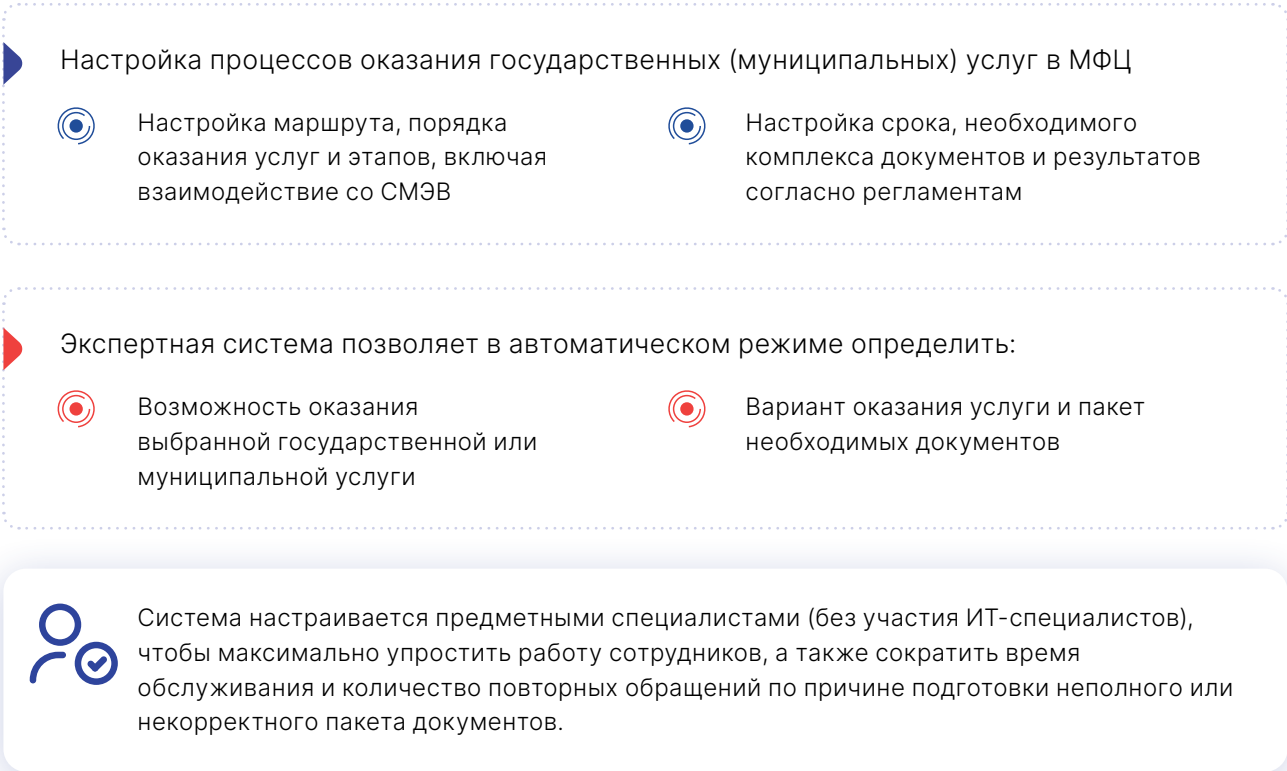 Настройка процессов оказания государственных (муниципальных) услуг в МФЦ
Настройка маршрута, порядка
оказания услуг и этапов, включая
взаимодействие со СМЭВ
Настройка срока, необходимого
комплекса документов и результатов
согласно регламентам
Экспертная система позволяет в автоматическом режиме определить:
Возможность оказания
выбранной государственной или
муниципальной услуги
Вариант оказания услуги и пакет
необходимых документов
Система настраивается предметными специалистами (без участия ИТ-специалистов),
чтобы максимально упростить работу сотрудников, а также сократить время
обслуживания и количество повторных обращений по причине подготовки неполного или
некорректного пакета документов.